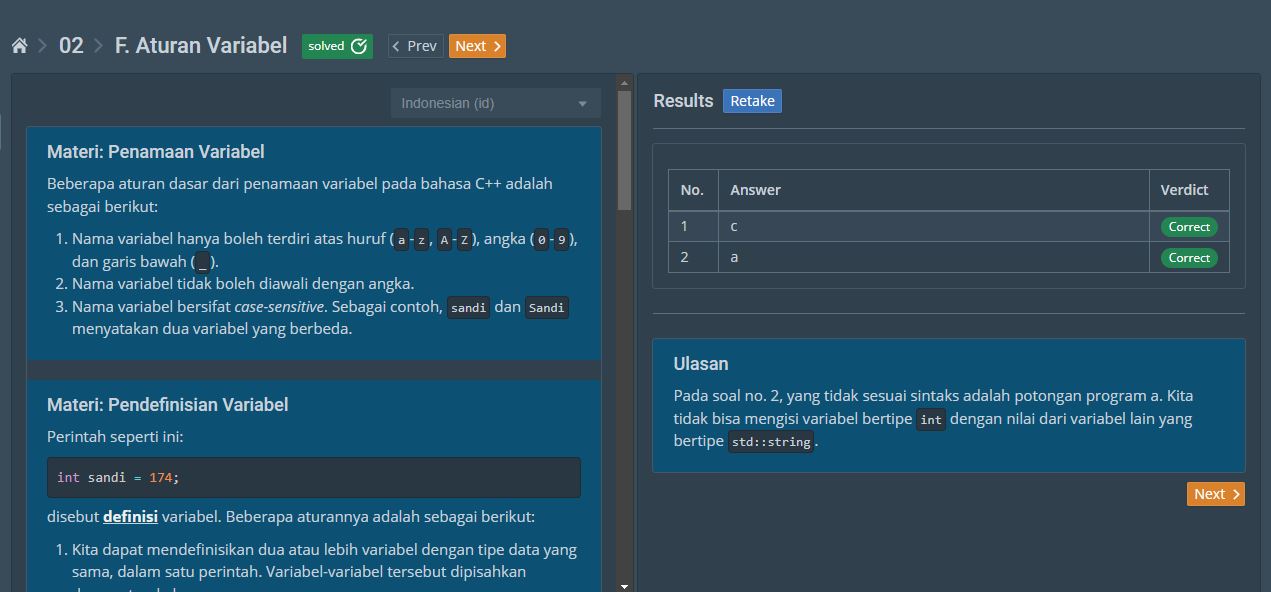 02 F. Aturan Variabel solved Prev Next
Indonesian (id)
Materi: Penamaan Variabel
Beberapa aturan dasar dari penamaan variabel pada bahasa C++ adalah
sebagai berikut:
1. Nama variabel hanya boleh terdiri atas huruf (a-z, A-Z), angka (0-9),
dan garis bawah (_).
2. Nama variabel tidak boleh diawali dengan angka.
3. Nama variabel bersifat case-sensitive. Sebagai contoh, sandi dan Sandi
menyatakan dua variabel yang berbeda.
Materi: Pendefinisian Variabel
Perintah seperti ini:
int sandi = 174;
disebut definisi variabel. Beberapa aturannya adalah sebagai berikut:
1. Kita dapat mendefinisikan dua atau lebih variabel dengan tipe data yang
sama, dalam satu perintah. Variabel-variabel tersebut dipisahkan
Results Retake
No. Answer Verdict
1 c Correct
2 a Correct
Ulasan
Pada soal no. 2, yang tidak sesuai sintaks adalah potongan program a. Kita
tidak bisa mengisi variabel bertipe int dengan nilai dari variabel lain yang
bertipe std::string.
Next